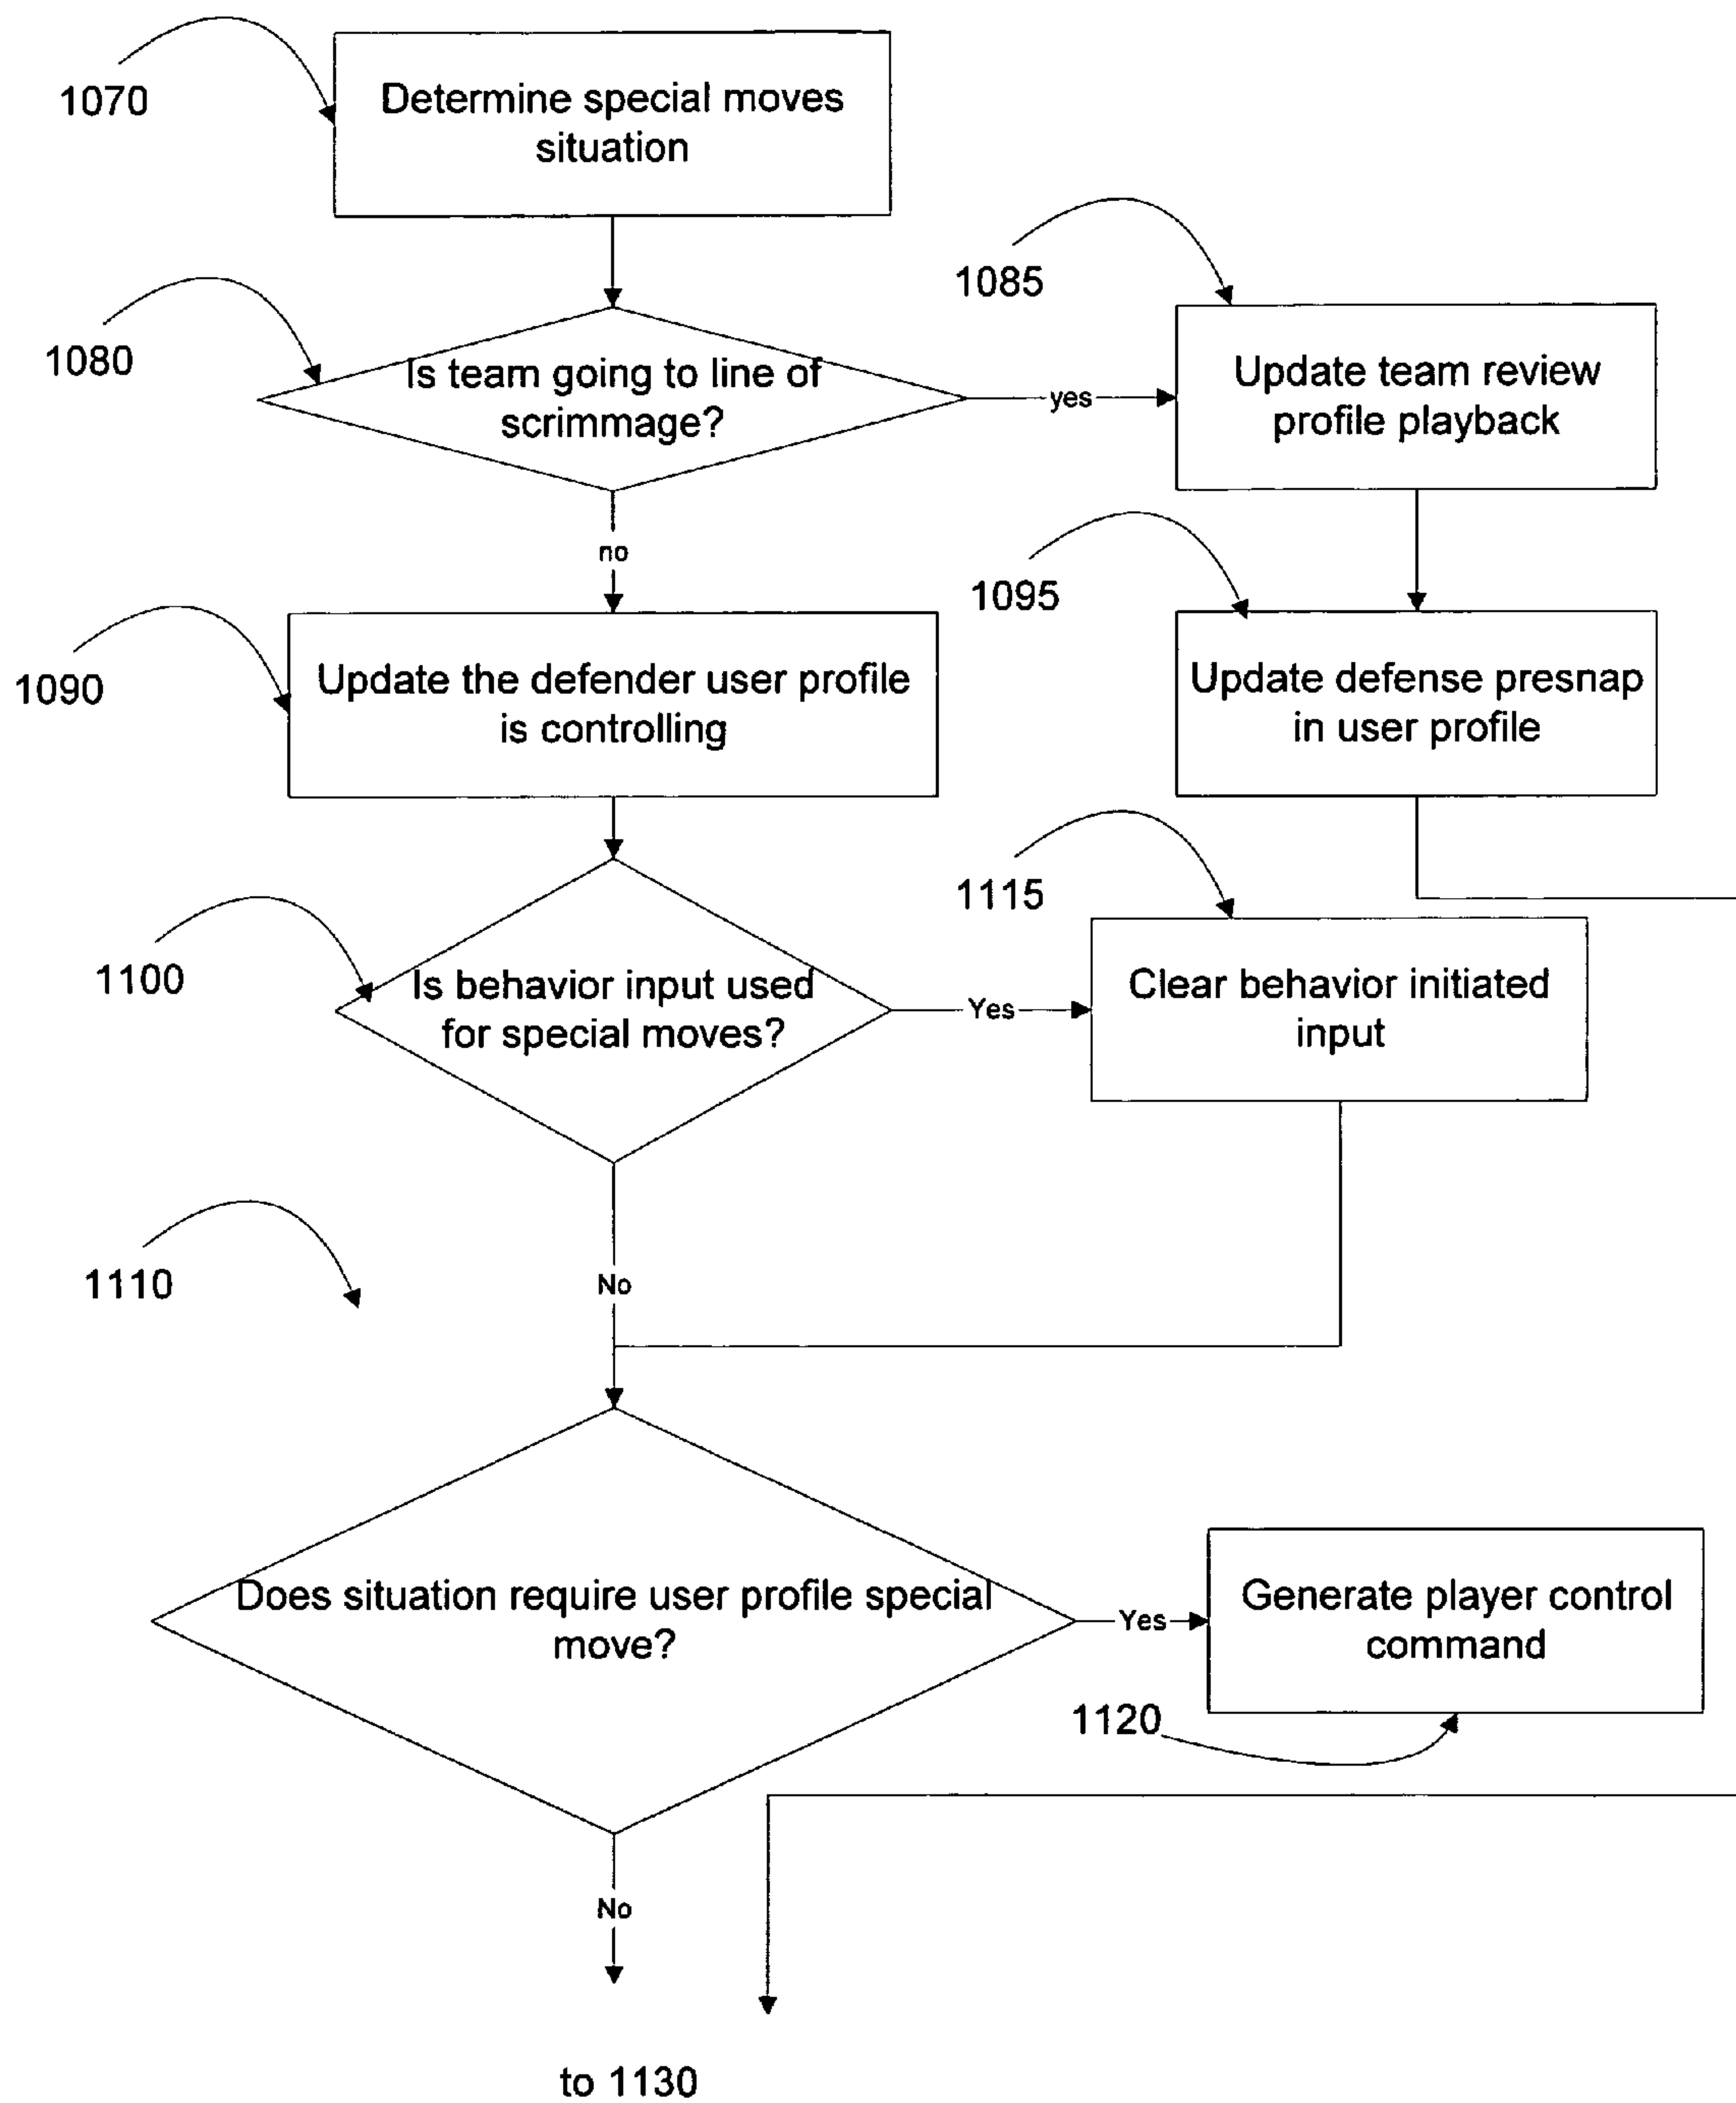 1070
Determine special moves
situation
1085
1080
Is team going to line of
scrimmage?
yes
Update team review
profile playback
no
1095
1090
Update the defender user profile
is controlling
Update defense presnap
in user profile
1115
1100
Is behavior input used
for special moves?
Yes
Clear behavior initiated
input
1110
No
Does situation require user profile special
move?
Yes
Generate player control
command
1120
No
to 1130